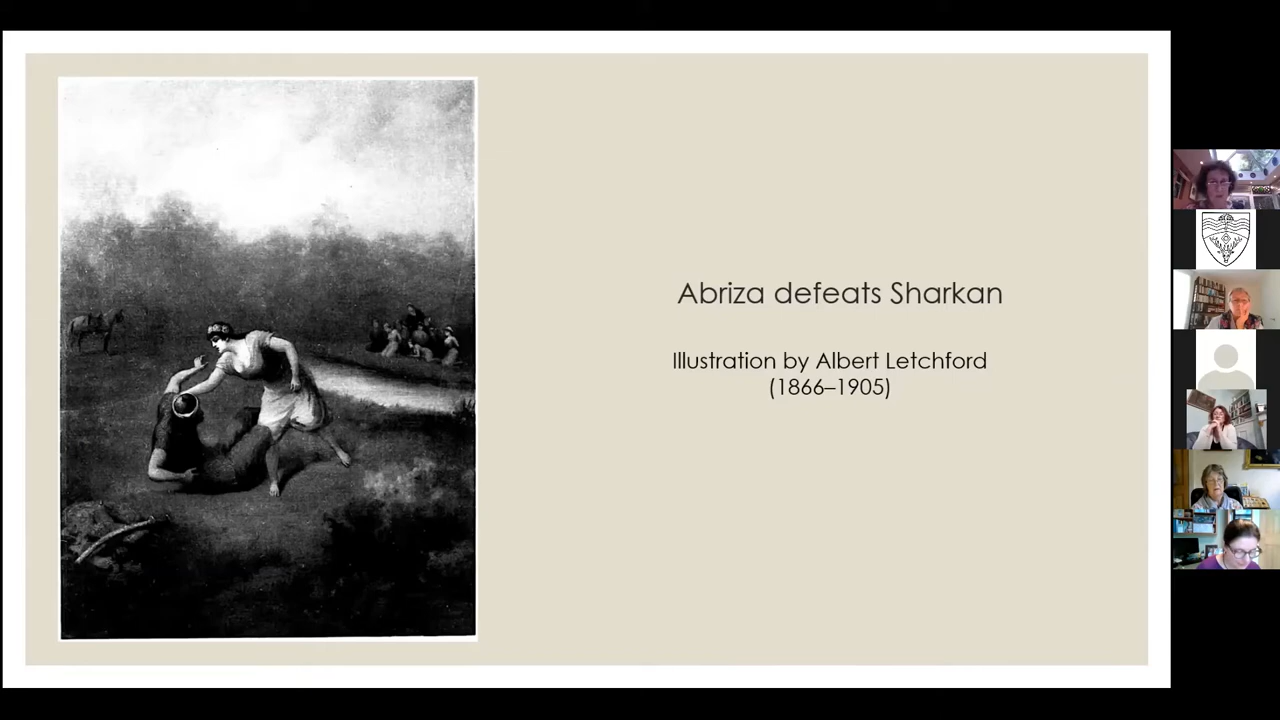 Abriza defeats Sharkan
Illustration by Albert Letchford
(1866–1905)